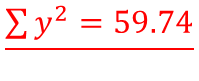 ∑ y² = 59.74